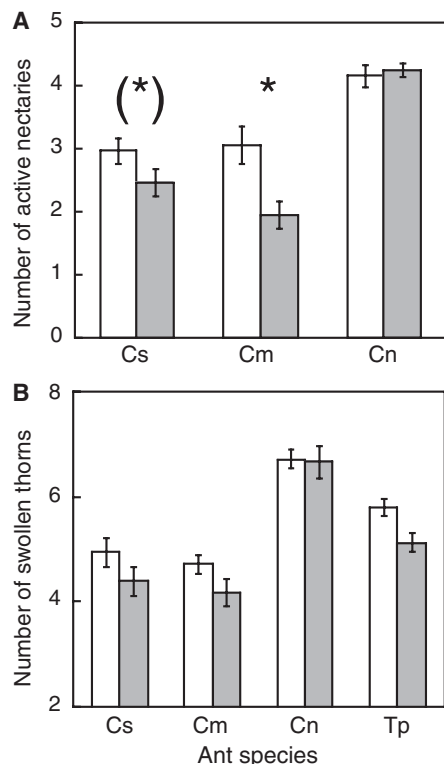 A
Number of active nectaries
5
4
3
2
1
0
(*)
*
Cs Cm Cn
B
Number of swollen thorns
8
6
4
2
Cs Cm Cn Tp
Ant species